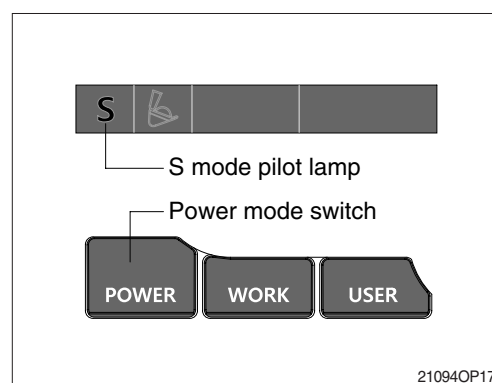 S
S mode pilot lamp
Power mode switch
POWER WORK USER
21094OP17